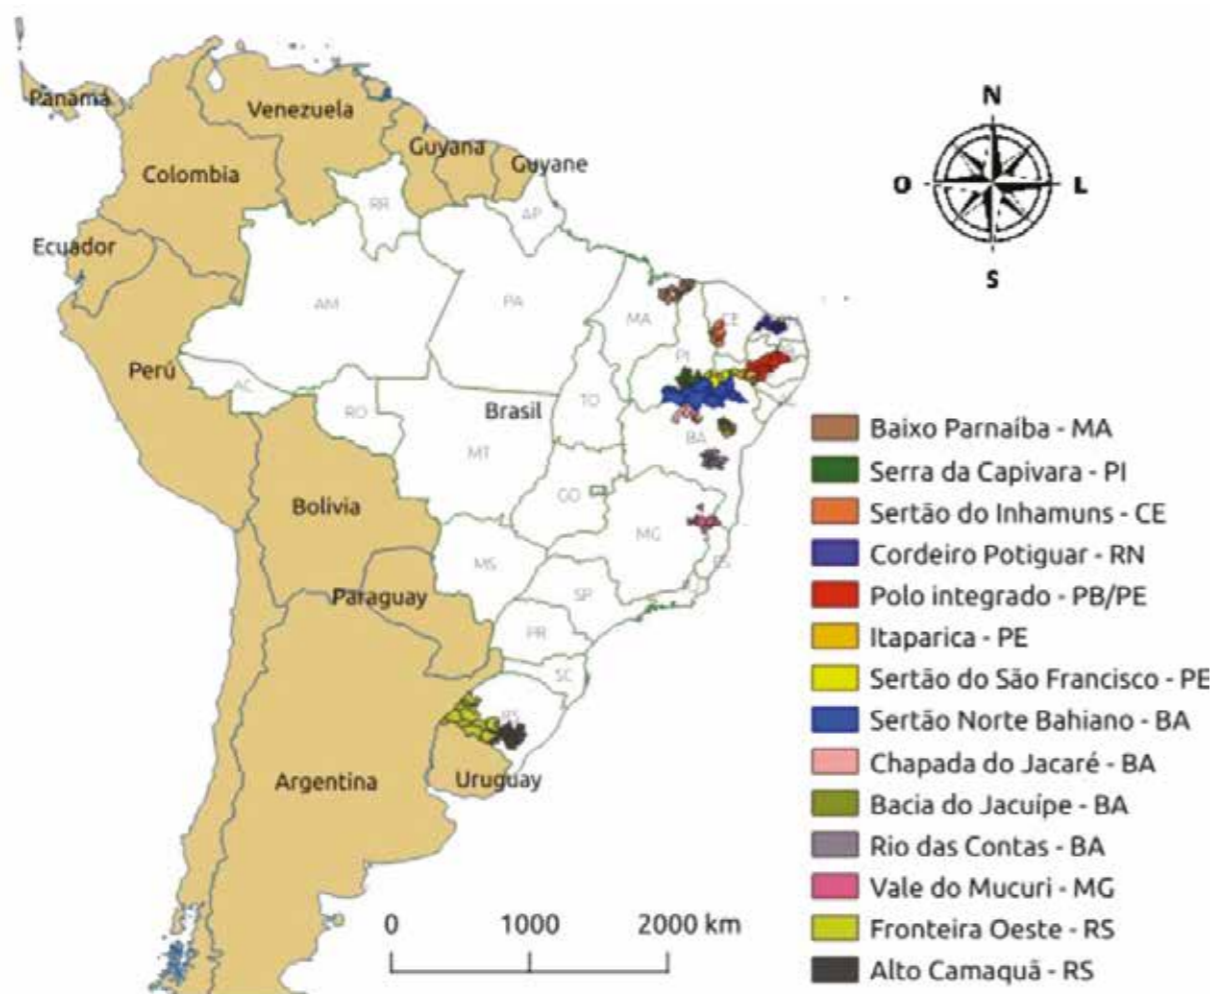 N
O
L
S
Panamá
Venezuela
Guyana
Guyane
Colombia
Ecuador
Perú
Brasil
Bolívia
Paraguay
Argentina
Uruguay
RR
AP
AM
PA
MA
CE
PI
AC
RO
TO
MT
BA
GO
MG
ES
MS
SP
PR
SC
RS
Baixo Parnaíba - MA
Serra da Capivara - PI
Sertão do Inhamuns - CE
Cordeiro Potiguar - RN
Polo integrado - PB/PE
Itaparica - PE
Sertão do São Francisco - PE
Sertão Norte Bahiano - BA
Chapada do Jacaré - BA
Bacia do Jacuípe - BA
Rio das Contas - BA
Vale do Mucuri - MG
Fronteira Oeste - RS
Alto Camaquã - RS
0 1000 2000 km